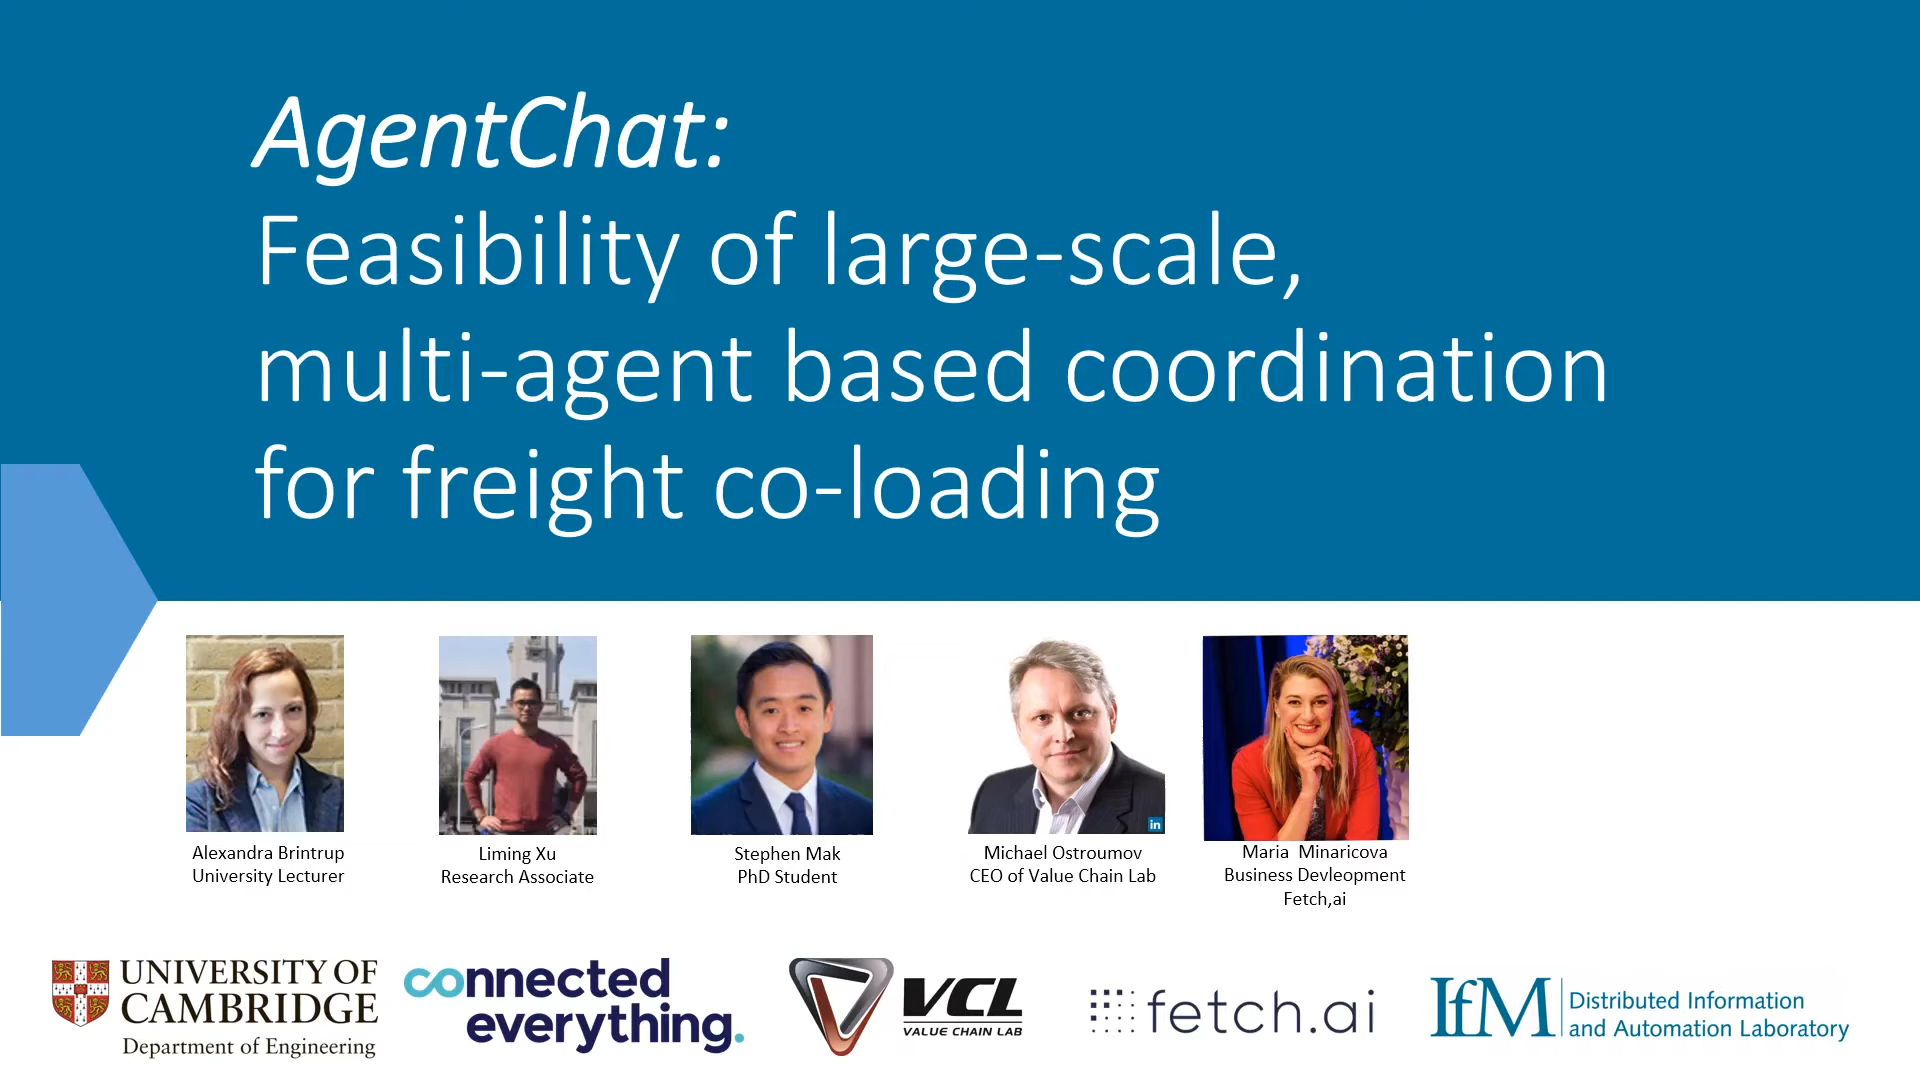 AgentChat:
Feasibility of large-scale,
multi-agent based coordination
for freight co-loading
in
Alexandra Brintrup
University Lecturer
Liming Xu
Research Associate
Stephen Mak
PhD Student
Michael Ostroumov
CEO of Value Chain Lab
Maria Minaricova
Business Devleopment
Fetch,ai
UNIVERSITY OF
CAMBRIDGE
Department of Engineering
connected
everything.
VCL
VALUE CHAIN LAB
fetch.ai
IfM
Distributed Information
and Automation Laboratory